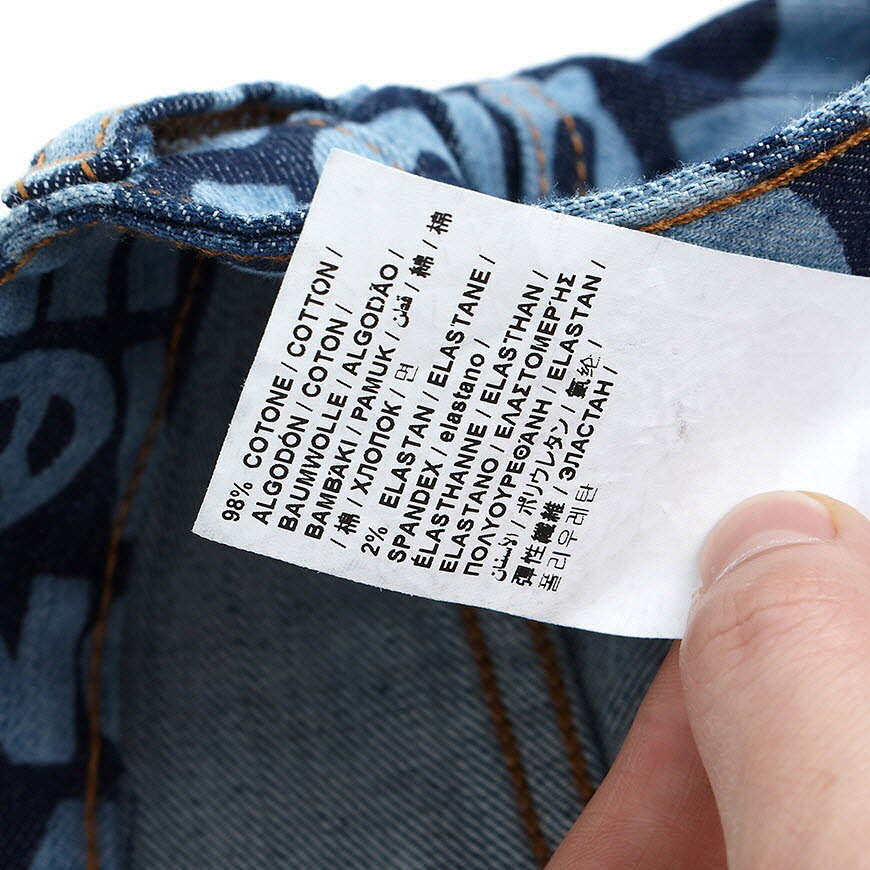 98% COTONE / COTTON /
ALGODÓN / COTON /
BAUMWOLLE / ALGODÃO /
BAMBAKI / PAMUK / قطن / 綿 / 棉
/ 棉 / ХЛОПОК / 면
2% ELASTAN / ELASTANE /
SPANDEX / elastano /
ÉLASTHANNE / ELASTHAN /
ELASTANO / ΕΛΑΣΤΟΜΕΡΉΣ
ΠΟΛΥΟΥΡΕΘΑΝΗ / ELASTAN /
/ ポリウレタン / 氨纶 /
彈性纖維 / ЭПАСТАН /
폴리우레탄